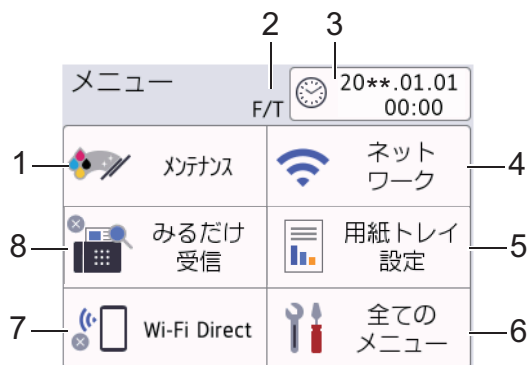 2
3
メニュー
F/T
20**.01.01
00:00
1
メンテナンス
ネット
ワーク
4
8
みるだけ
受信
用紙トレイ
設定
5
7
Wi-Fi Direct
全ての
メニュー
6